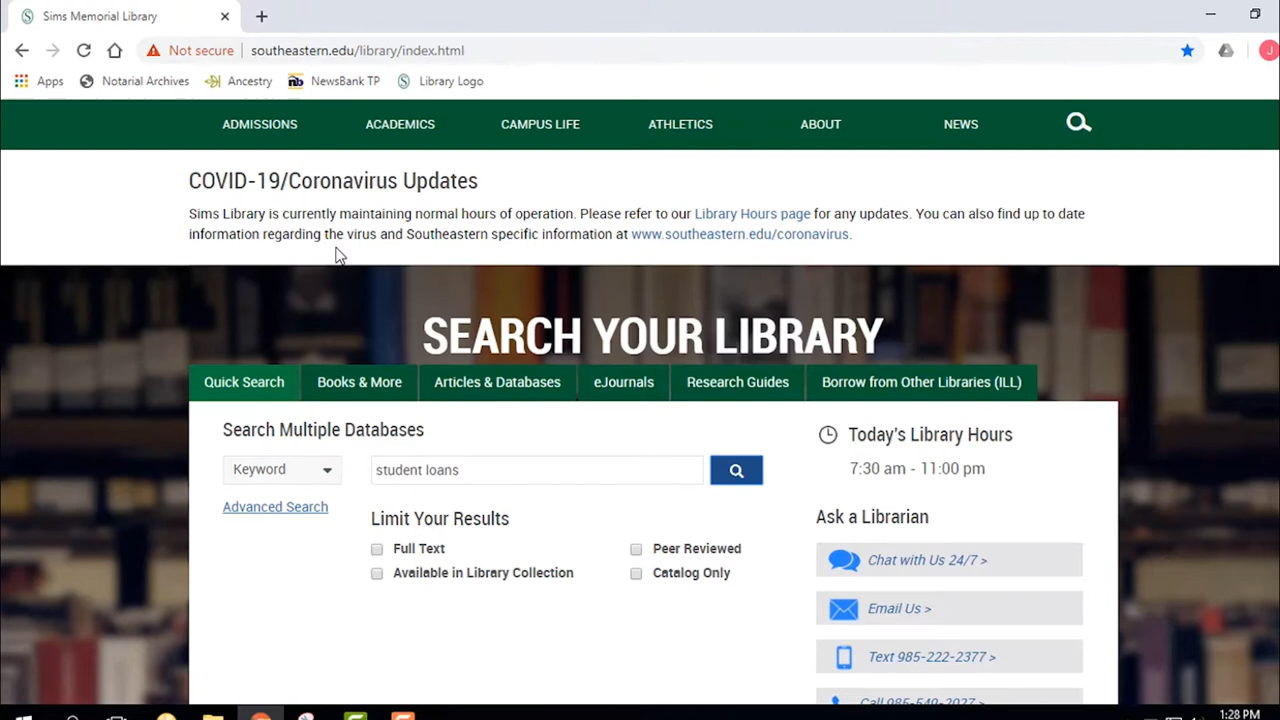 Sims Memorial Library
Not secure southeastern.edu/library/index.html
J
Apps Notarial Archives Ancestry nb NewsBank TP Library Logo
ADMISSIONS ACADEMICS CAMPUS LIFE ATHLETICS ABOUT NEWS
COVID-19/Coronavirus Updates
Sims Library is currently maintaining normal hours of operation. Please refer to our Library Hours page for any updates. You can also find up to date
information regarding the virus and Southeastern specific information at www.southeastern.edu/coronavirus.
SEARCH YOUR LIBRARY
Quick Search Books & More Articles & Databases eJournals Research Guides Borrow from Other Libraries (ILL)
Search Multiple Databases
Keyword student loans
Advanced Search
Limit Your Results
Full Text Peer Reviewed
Available in Library Collection Catalog Only
Today's Library Hours
7:30 am - 11:00 pm
Ask a Librarian
Chat with Us 24/7 >
Email Us >
Text 985-222-2377 >
Call 985-549-2027 >
1:28 PM